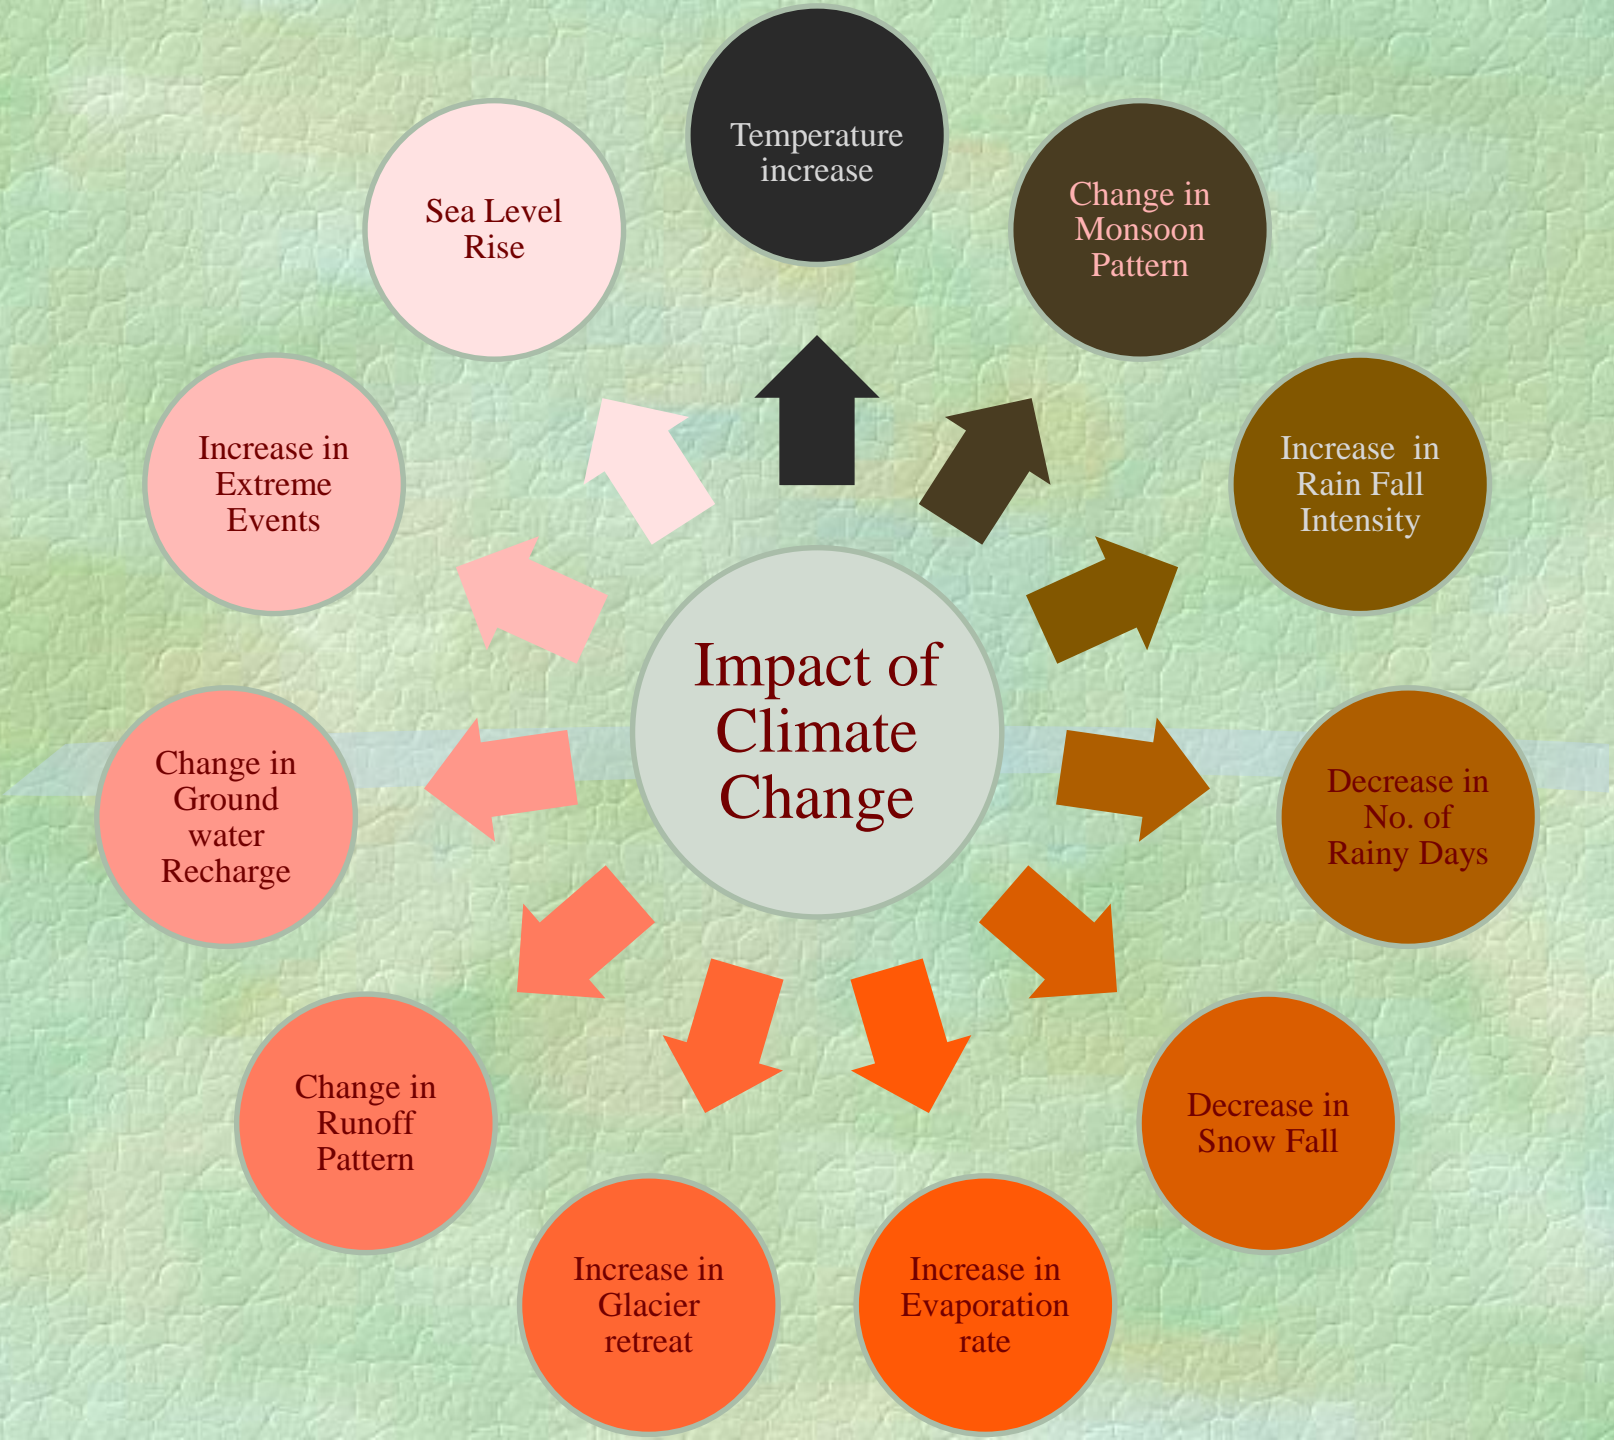 Temperature
increase
Change in
Monsoon
Pattern
Increase  in
Rain Fall
Intensity
Decrease in
No. of
Rainy Days
Decrease in
Snow Fall
Increase in
Evaporation
rate
Increase in
Glacier
retreat
Change in
Runoff
Pattern
Change in
Ground
water
Recharge
Increase in
Extreme
Events
Sea Level
Rise
Impact of
Climate
Change